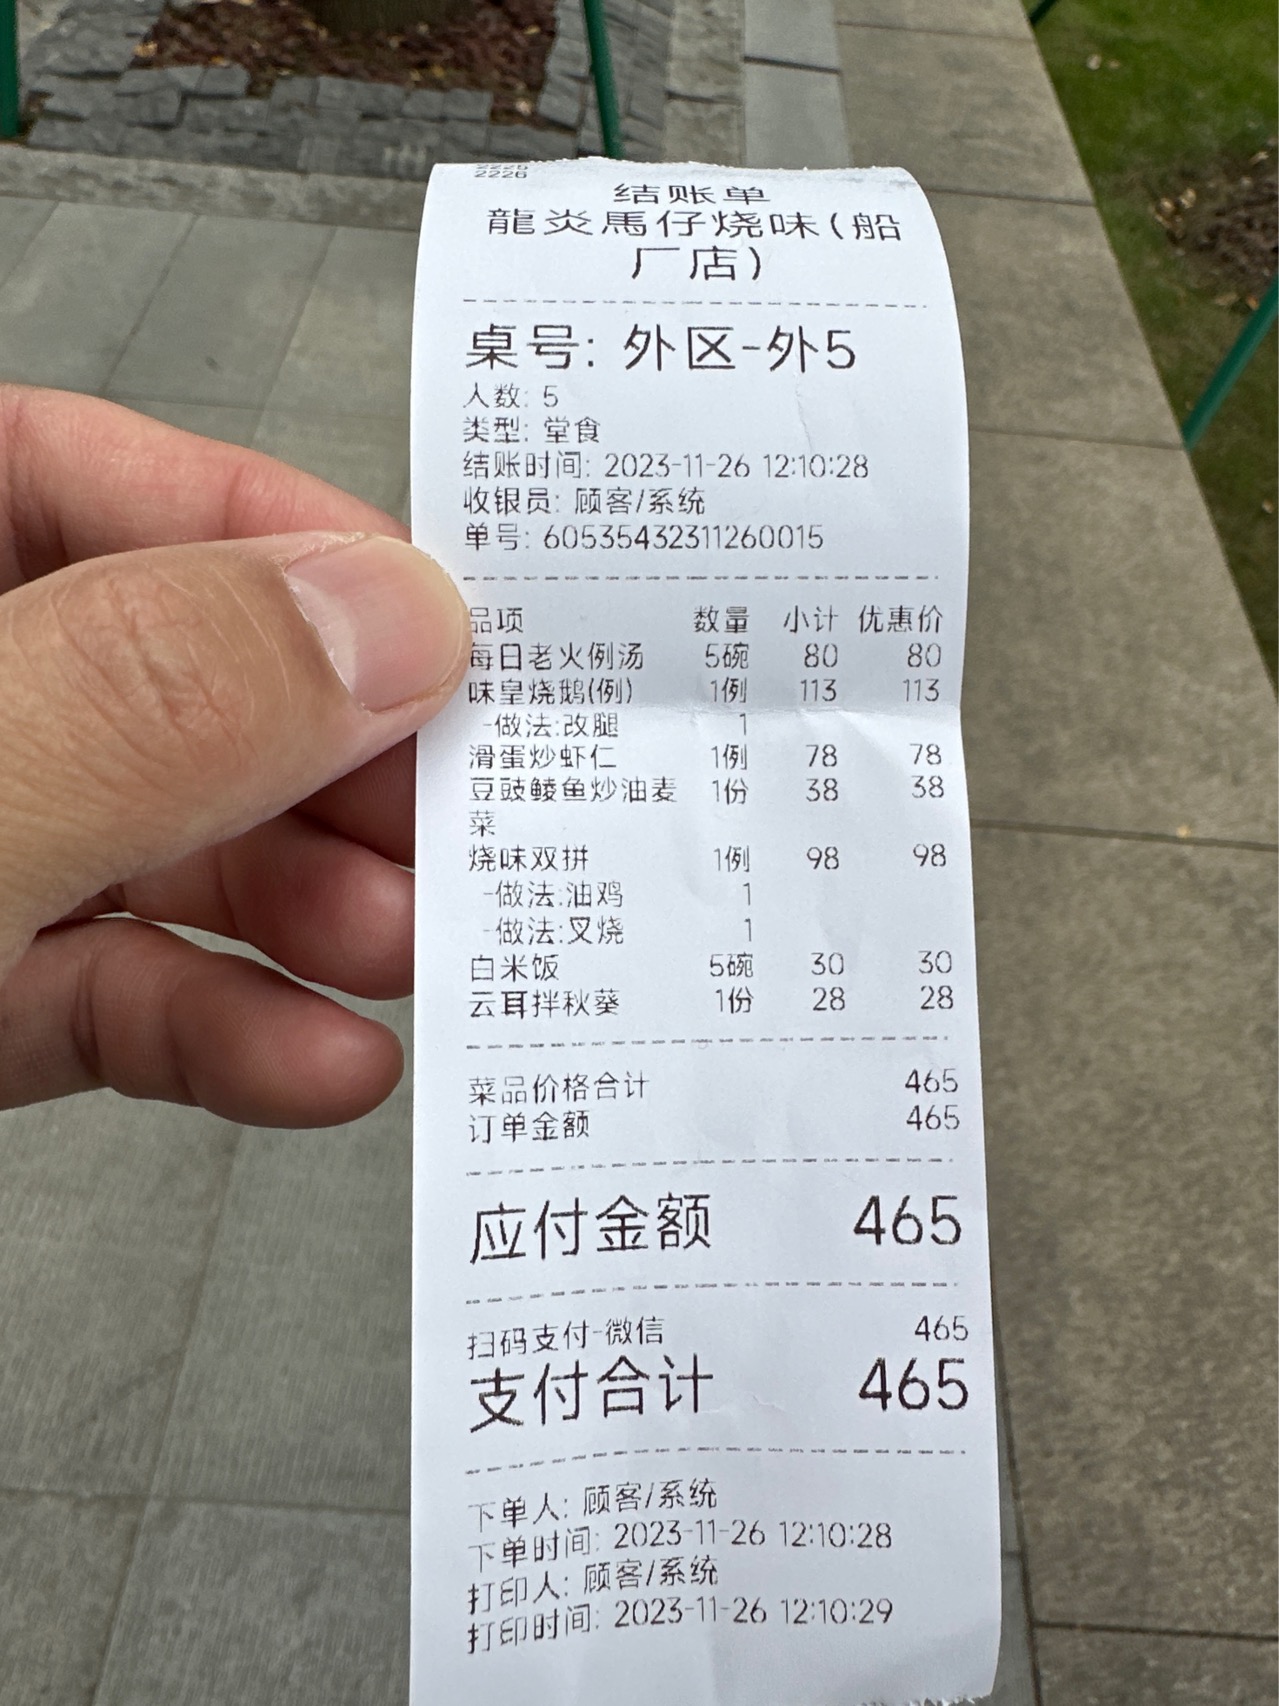 2226
结账单
龍炎馬仔烧味(船
厂店)
桌号: 外区-外5
人数: 5
类型: 堂食
结账时间: 2023-11-26 12:10:28
收银员: 顾客/系统
单号: 60535432311260015
品项 数量 小计 优惠价
每日老火例汤 5碗 80 80
味皇烧鹅(例) 1例 113 113
-做法:改腿 1
滑蛋炒虾仁 1例 78 78
豆豉鲮鱼炒油麦 1份 38 38
菜
烧味双拼 1例 98 98
-做法:油鸡 1
-做法:叉烧 1
白米饭 5碗 30 30
云耳拌秋葵 1份 28 28
菜品价格合计 465
订单金额 465
应付金额 465
扫码支付-微信 465
支付合计 465
下单人: 顾客/系统
下单时间: 2023-11-26 12:10:28
打印人: 顾客/系统
打印时间: 2023-11-26 12:10:29